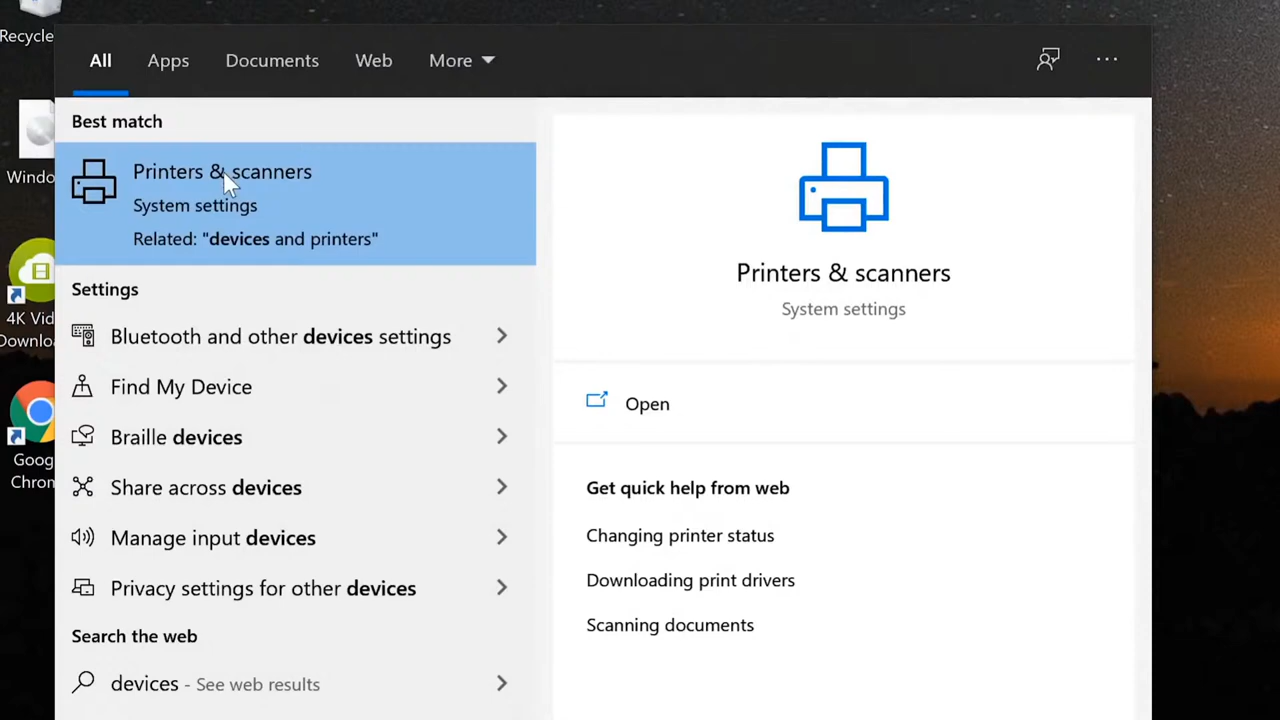 Recycle
All
Apps
Documents
Web
More
Best match
Printers & scanners
System settings
Related: "devices and printers"
Settings
Bluetooth and other devices settings
Find My Device
Braille devices
Share across devices
Manage input devices
Privacy settings for other devices
Search the web
devices - See web results
Printers & scanners
System settings
Open
Get quick help from web
Changing printer status
Downloading print drivers
Scanning documents
Windo
4K Vid
Downloa
Goog
Chrom